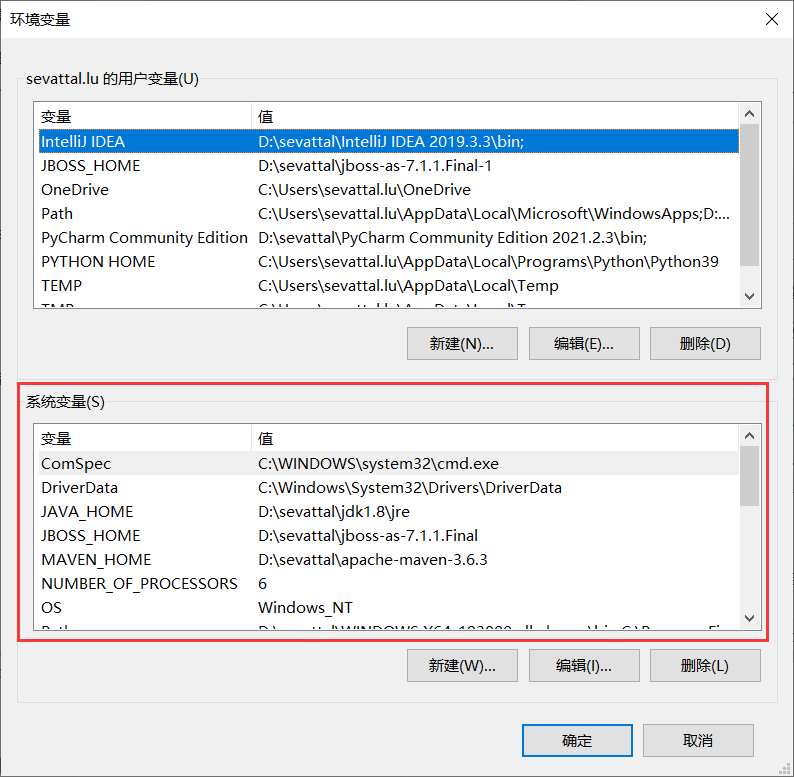 环境变量
sevattal.lu 的用户变量(U)
变量 值
IntelliJ IDEA D:\sevattal\IntelliJ IDEA 2019.3.3\bin;
JBOSS_HOME D:\sevattal\jboss-as-7.1.1.Final-1
OneDrive C:\Users\sevattal.lu\OneDrive
Path C:\Users\sevattal.lu\AppData\Local\Microsoft\WindowsApps;D:...
PyCharm Community Edition D:\sevattal\PyCharm Community Edition 2021.2.3\bin;
PYTHON HOME C:\Users\sevattal.lu\AppData\Local\Programs\Python\Python39
TEMP C:\Users\sevattal.lu\AppData\Local\Temp
新建(N)... 编辑(E)... 删除(D)
系统变量(S)
变量 值
ComSpec C:\WINDOWS\system32\cmd.exe
DriverData C:\Windows\System32\Drivers\DriverData
JAVA_HOME D:\sevattal\jdk1.8\jre
JBOSS_HOME D:\sevattal\jboss-as-7.1.1.Final
MAVEN_HOME D:\sevattal\apache-maven-3.6.3
NUMBER_OF_PROCESSORS 6
OS Windows_NT
新建(W)... 编辑(I)... 删除(L)
确定 取消